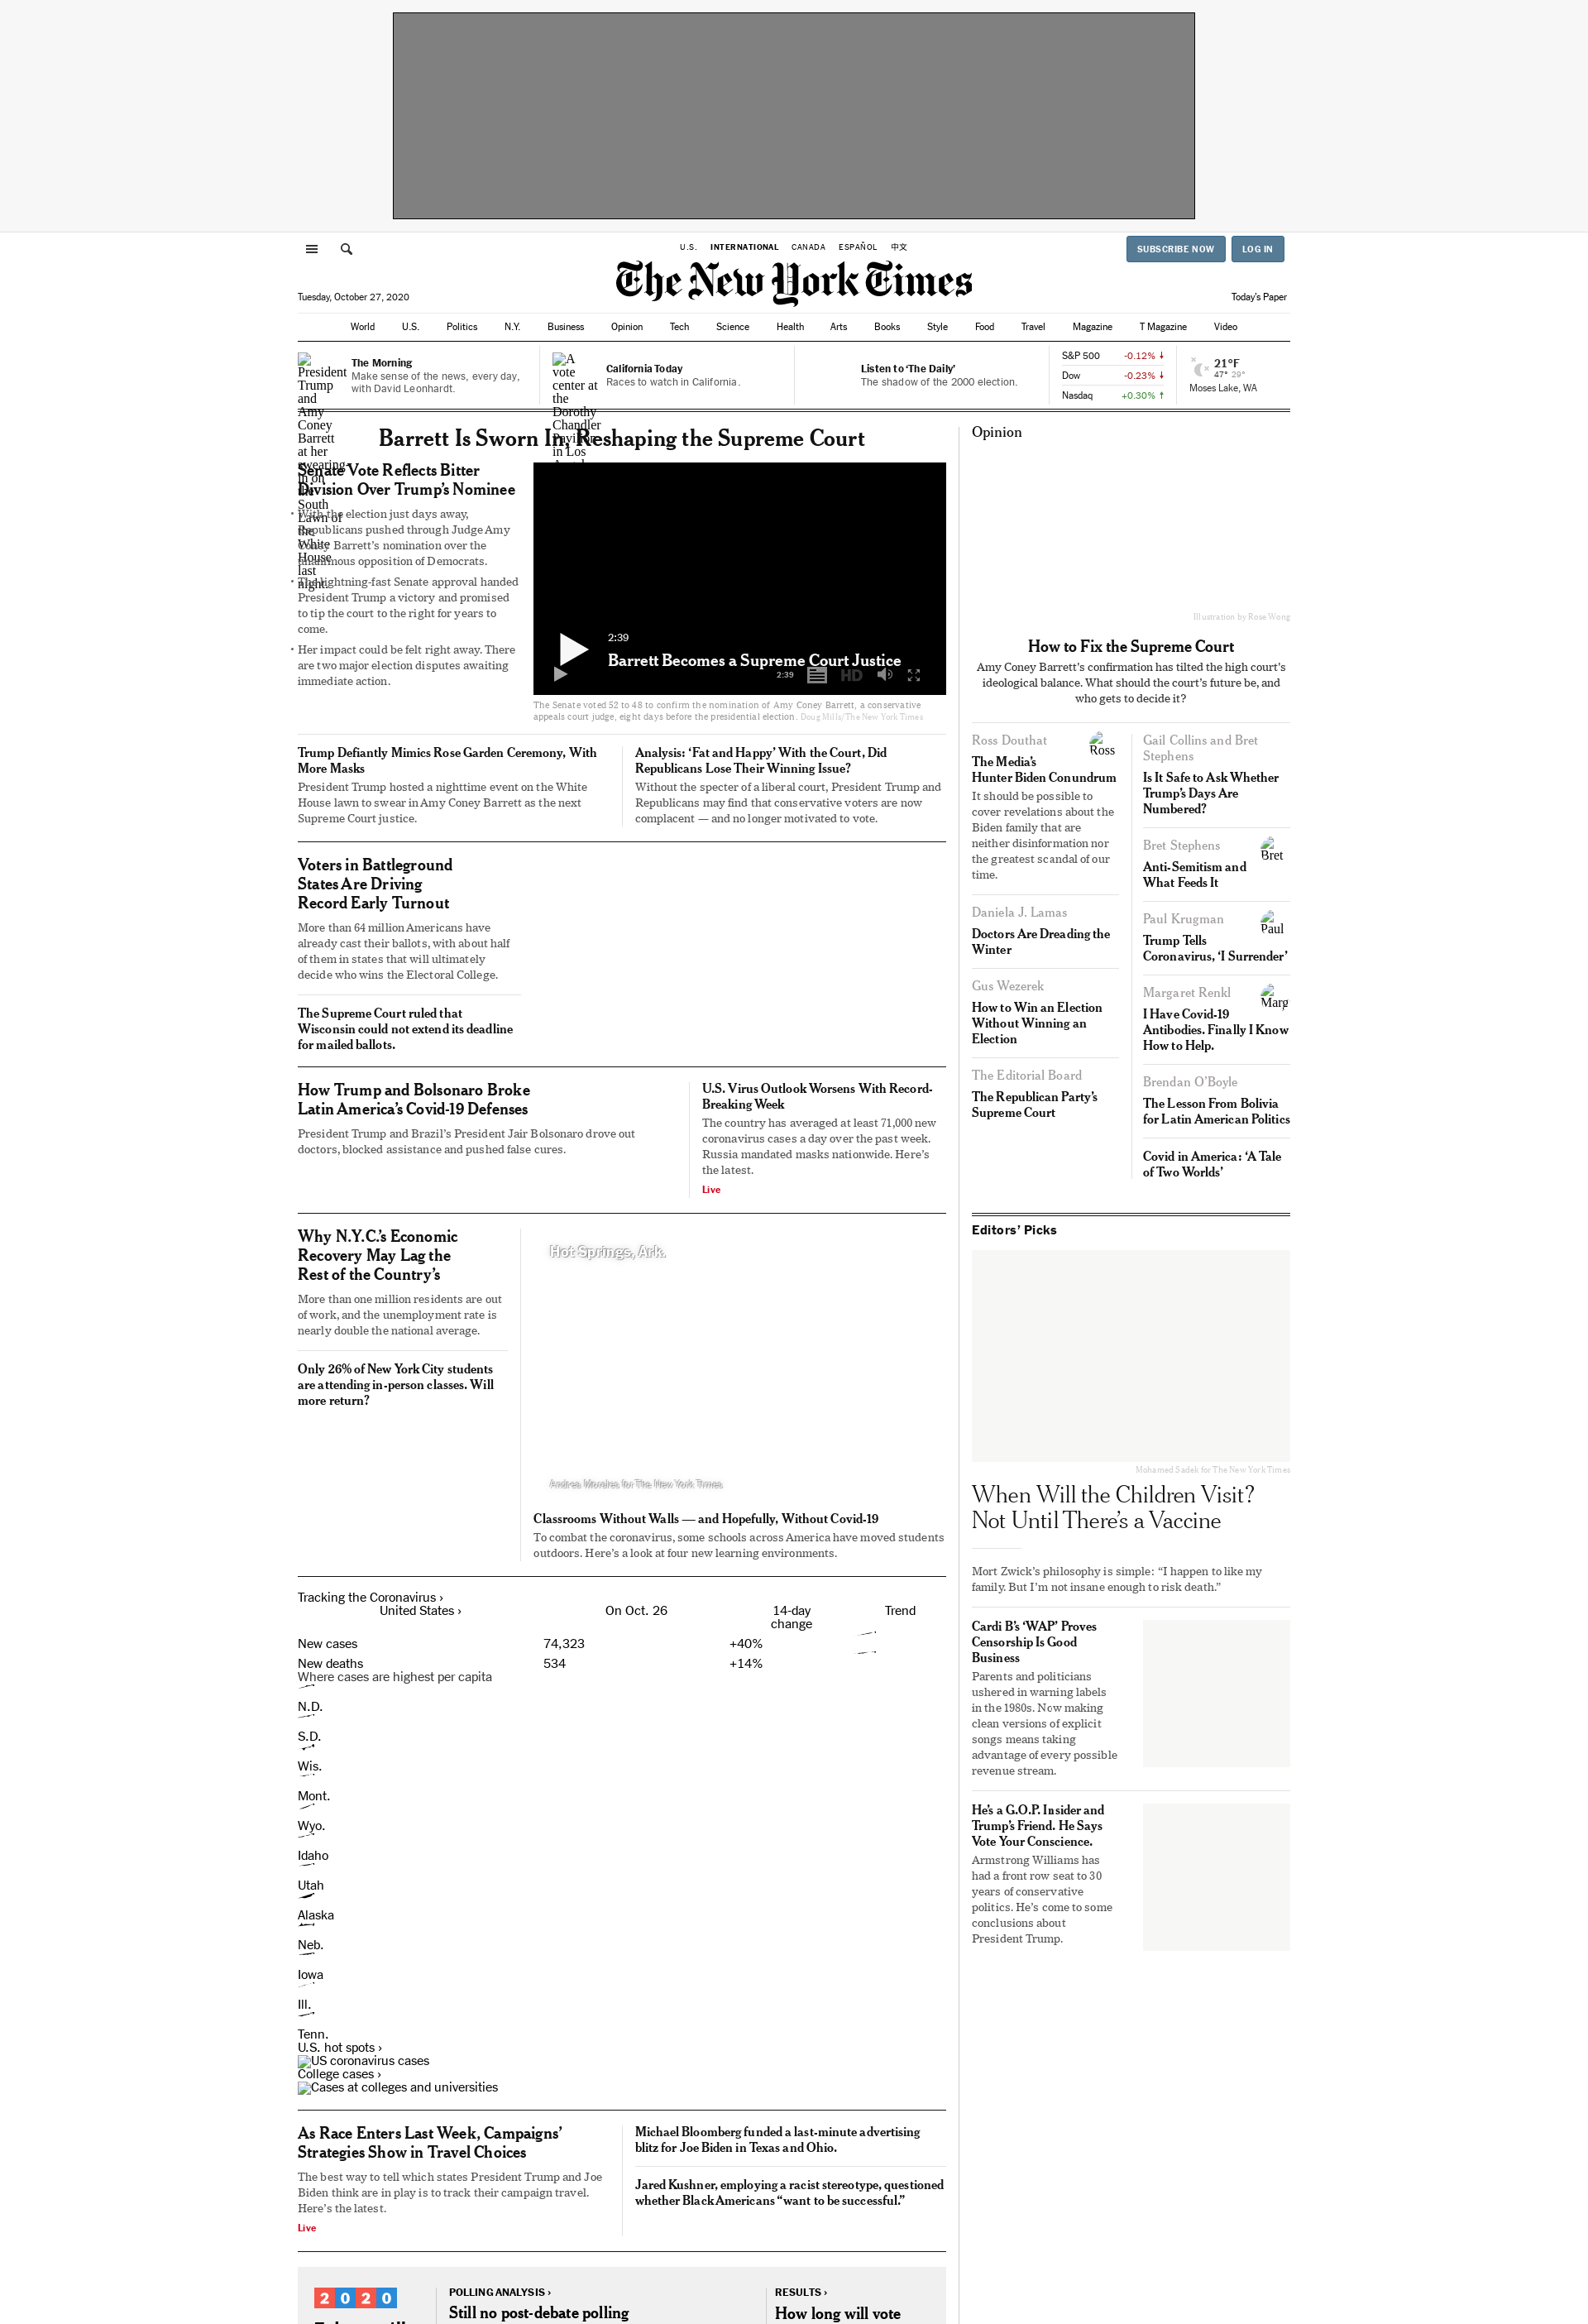 U.S. INTERNATIONAL CANADA ESPAÑOL 中文
SUBSCRIBE NOW LOG IN
The New York Times
Tuesday, October 27, 2020
Today's Paper
World U.S. Politics N.Y. Business Opinion Tech Science Health Arts Books Style Food Travel Magazine T Magazine Video
President
Trump
and
Amy
Coney
Barrett
at her
swearing-
in on
the
South
Lawn of
the
White
House
last
night.
The Morning
Make sense of the news, every day,
with David Leonhardt.
A
vote
center at
the
Dorothy
Chandler
Pavilion
in Los
California Today
Races to watch in California.
Listen to ‘The Daily’
The shadow of the 2000 election.
S&P 500 -0.12% ↓
Dow -0.23% ↓
Nasdaq +0.30% ↑
21°F
47° 29°
Moses Lake, WA
Barrett Is Sworn In, Reshaping the Supreme Court
Senate Vote Reflects Bitter
Division Over Trump’s Nominee
• With the election just days away,
Republicans pushed through Judge Amy
Coney Barrett’s nomination over the
unanimous opposition of Democrats.
• The lightning-fast Senate approval handed
President Trump a victory and promised
to tip the court to the right for years to
come.
• Her impact could be felt right away. There
are two major election disputes awaiting
immediate action.
2:39
Barrett Becomes a Supreme Court Justice
2:39 HD
The Senate voted 52 to 48 to confirm the nomination of Amy Coney Barrett, a conservative
appeals court judge, eight days before the presidential election. Doug Mills/The New York Times
Trump Defiantly Mimics Rose Garden Ceremony, With
More Masks
President Trump hosted a nighttime event on the White
House lawn to swear in Amy Coney Barrett as the next
Supreme Court justice.
Analysis: ‘Fat and Happy’ With the Court, Did
Republicans Lose Their Winning Issue?
Without the specter of a liberal court, President Trump and
Republicans may find that conservative voters are now
complacent — and no longer motivated to vote.
Voters in Battleground
States Are Driving
Record Early Turnout
More than 64 million Americans have
already cast their ballots, with about half
of them in states that will ultimately
decide who wins the Electoral College.
The Supreme Court ruled that
Wisconsin could not extend its deadline
for mailed ballots.
How Trump and Bolsonaro Broke
Latin America’s Covid-19 Defenses
President Trump and Brazil’s President Jair Bolsonaro drove out
doctors, blocked assistance and pushed false cures.
U.S. Virus Outlook Worsens With Record-
Breaking Week
The country has averaged at least 71,000 new
coronavirus cases a day over the past week.
Russia mandated masks nationwide. Here’s
the latest.
Live
Why N.Y.C.’s Economic
Recovery May Lag the
Rest of the Country’s
More than one million residents are out
of work, and the unemployment rate is
nearly double the national average.
Only 26% of New York City students
are attending in-person classes. Will
more return?
Hot Springs, Ark.
Andrea Morales for The New York Times
Classrooms Without Walls — and Hopefully, Without Covid-19
To combat the coronavirus, some schools across America have moved students
outdoors. Here’s a look at four new learning environments.
Tracking the Coronavirus ›
United States › On Oct. 26 14-day
change Trend
New cases 74,323 +40%
New deaths 534 +14%
Where cases are highest per capita
N.D.
S.D.
Wis.
Mont.
Wyo.
Idaho
Utah
Alaska
Neb.
Iowa
Ill.
Tenn.
U.S. hot spots ›
US coronavirus cases
College cases ›
Cases at colleges and universities
As Race Enters Last Week, Campaigns’
Strategies Show in Travel Choices
The best way to tell which states President Trump and Joe
Biden think are in play is to track their campaign travel.
Here’s the latest.
Live
Michael Bloomberg funded a last-minute advertising
blitz for Joe Biden in Texas and Ohio.
Jared Kushner, employing a racist stereotype, questioned
whether Black Americans “want to be successful.”
2020
POLLING ANALYSIS ›
Still no post-debate polling
RESULTS ›
How long will vote
Opinion
Illustration by Rose Wong
How to Fix the Supreme Court
Amy Coney Barrett’s confirmation has tilted the high court’s
ideological balance. What should the court’s future be, and
who gets to decide it?
Ross Douthat
Ross
The Media’s
Hunter Biden Conundrum
It should be possible to
cover revelations about the
Biden family that are
neither disinformation nor
the greatest scandal of our
time.
Daniela J. Lamas
Doctors Are Dreading the
Winter
Gus Wezerek
How to Win an Election
Without Winning an
Election
The Editorial Board
The Republican Party’s
Supreme Court
Gail Collins and Bret
Stephens
Is It Safe to Ask Whether
Trump’s Days Are
Numbered?
Bret Stephens
Bret
Anti-Semitism and
What Feeds It
Paul Krugman
Paul
Trump Tells
Coronavirus, ‘I Surrender’
Margaret Renkl
Marg
I Have Covid-19
Antibodies. Finally I Know
How to Help.
Brendan O’Boyle
The Lesson From Bolivia
for Latin American Politics
Covid in America: ‘A Tale
of Two Worlds’
Editors’ Picks
Mohamed Sadek for The New York Times
When Will the Children Visit?
Not Until There’s a Vaccine
Mort Zwick’s philosophy is simple: “I happen to like my
family. But I’m not insane enough to risk death.”
Cardi B’s ‘WAP’ Proves
Censorship Is Good
Business
Parents and politicians
ushered in warning labels
in the 1980s. Now making
clean versions of explicit
songs means taking
advantage of every possible
revenue stream.
He’s a G.O.P. Insider and
Trump’s Friend. He Says
Vote Your Conscience.
Armstrong Williams has
had a front row seat to 30
years of conservative
politics. He’s come to some
conclusions about
President Trump.